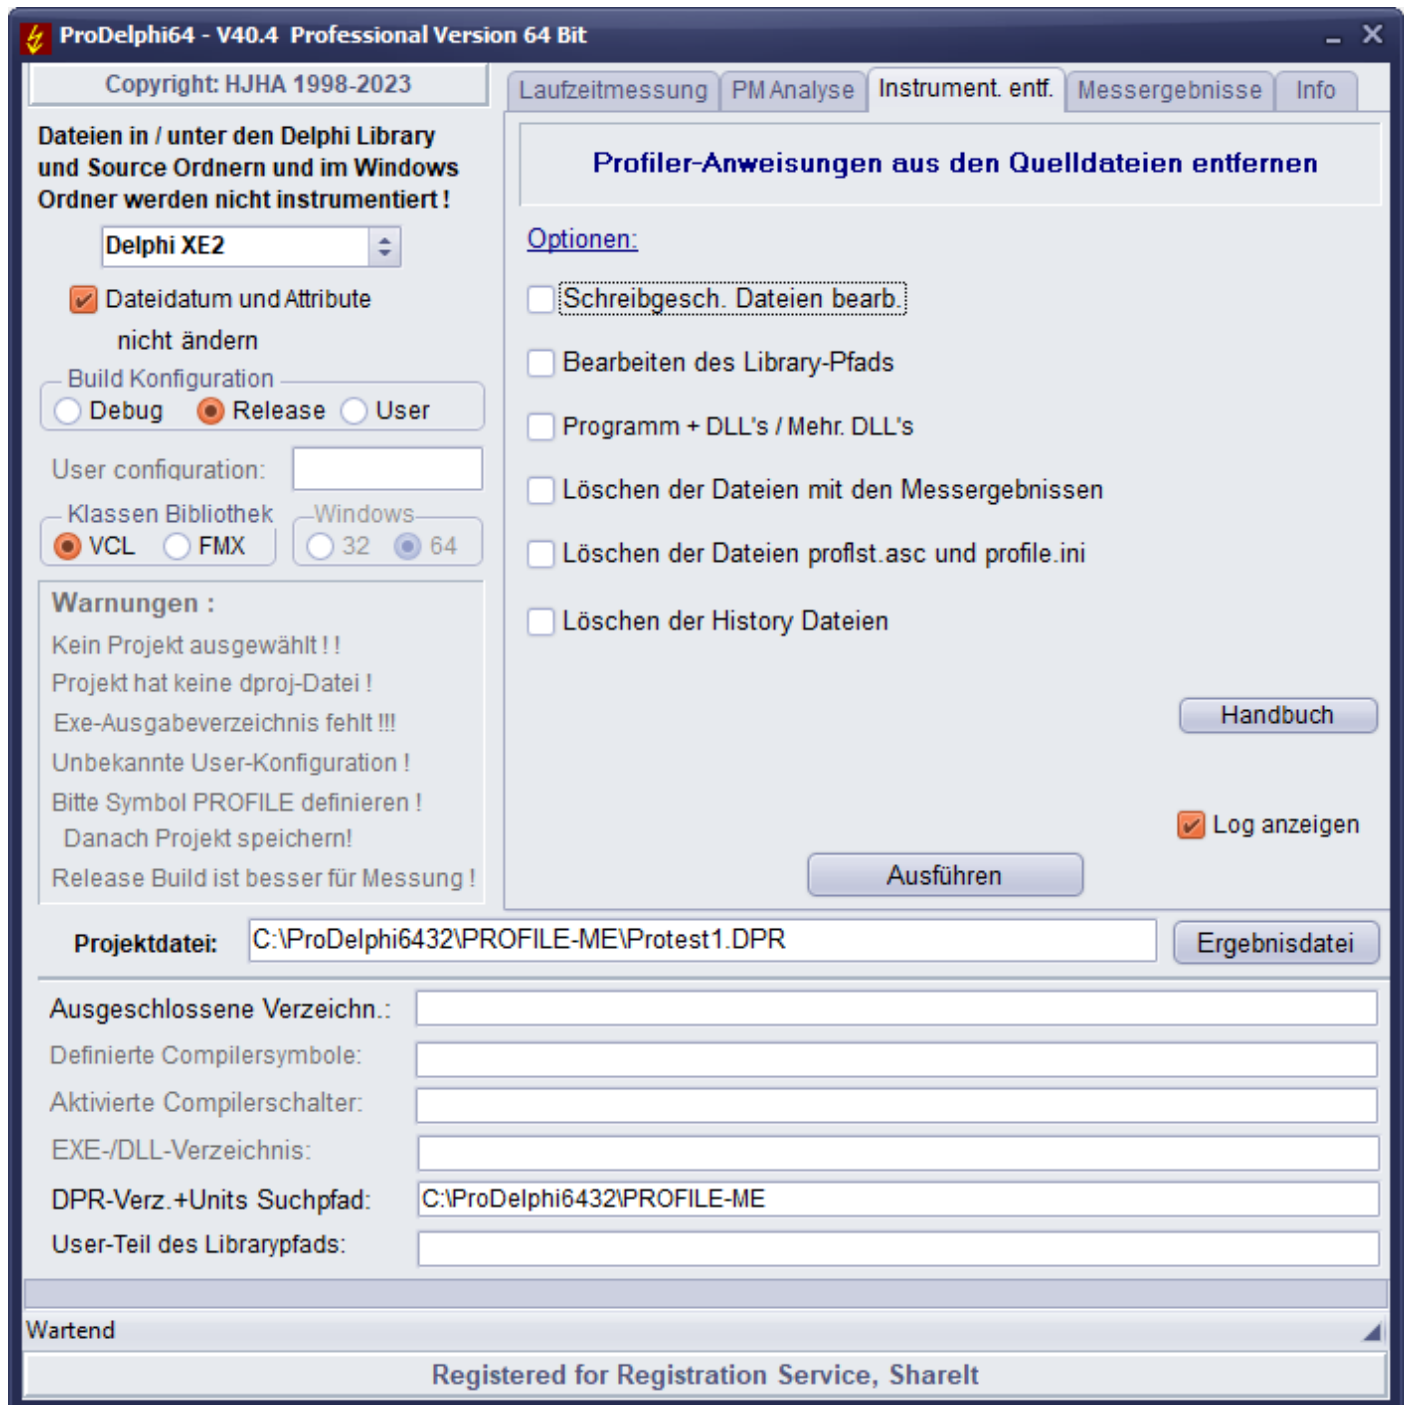 ProDelphi64 - V40.4 Professional Version 64 Bit
Copyright: HJHA 1998-2023
Dateien in / unter den Delphi Library
und Source Ordnern und im Windows
Ordner werden nicht instrumentiert !
Delphi XE2
Dateidatum und Attribute
nicht ändern
Build Konfiguration
Debug Release User
User configuration:
Klassen Bibliothek Windows
VCL FMX 32 64
Warnungen :
Kein Projekt ausgewählt ! !
Projekt hat keine dproj-Datei !
Exe-Ausgabeverzeichnis fehlt !!!
Unbekannte User-Konfiguration !
Bitte Symbol PROFILE definieren !
Danach Projekt speichern!
Release Build ist besser für Messung !
Laufzeitmessung PM Analyse Instrument. entf. Messergebnisse Info
Profiler-Anweisungen aus den Quelldateien entfernen
Optionen:
Schreibgesch. Dateien bearb.
Bearbeiten des Library-Pfads
Programm + DLL's / Mehr. DLL's
Löschen der Dateien mit den Messergebnissen
Löschen der Dateien proflst.asc und profile.ini
Löschen der History Dateien
Handbuch
Log anzeigen
Ausführen
Projektdatei: C:\ProDelphi6432\PROFILE-ME\Protest1.DPR Ergebnisdatei
Ausgeschlossene Verzeichn.:
Definierte Compilersymbole:
Aktivierte Compilerschalter:
EXE-/DLL-Verzeichnis:
DPR-Verz.+Units Suchpfad: C:\ProDelphi6432\PROFILE-ME
User-Teil des Librarypfads:
Wartend
Registered for Registration Service, ShareIt